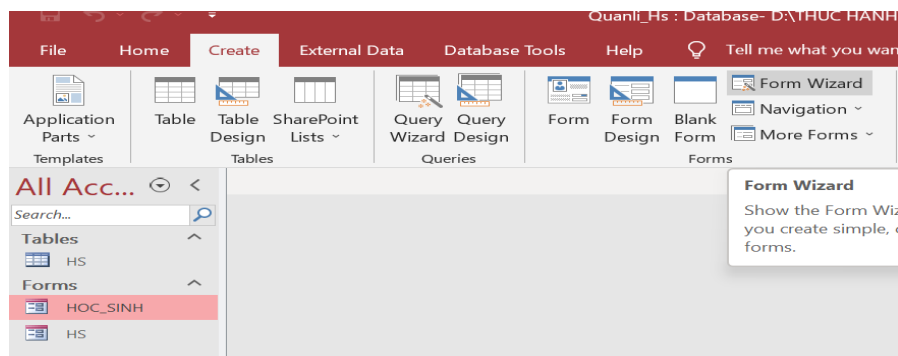 Quanli_Hs : Database- D:\THUC HANH
File Home Create External Data Database Tools Help Tell me what you wan
Application Parts
Table
Table Design
SharePoint Lists
Query Wizard
Query Design
Form
Form Design
Blank Form
Form Wizard
Navigation
More Forms
Templates Tables Queries Forms
All Acc...
Search...
Tables
HS
Forms
HOC_SINH
HS
Form Wizard
Show the Form Wiz
you create simple, c
forms.